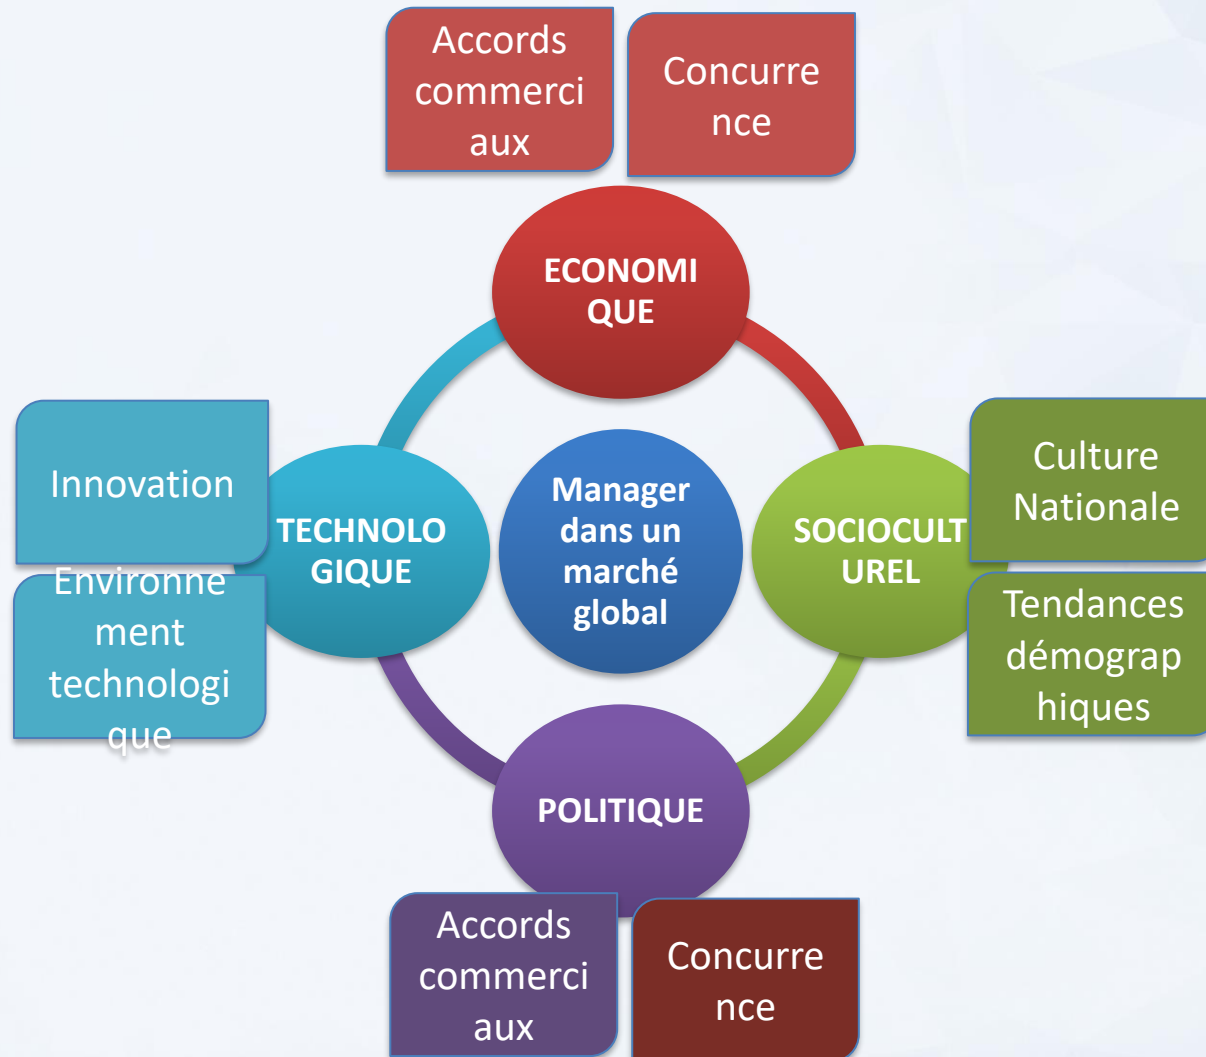 Accords
commerci
aux
Concurre
nce
ECONOMI
QUE
Innovation
Environne
ment
technologi
que
TECHNOLO
GIQUE
Manager
dans un
marché
global
SOCIOCULT
UREL
Culture
Nationale
Tendances
démograp
hiques
POLITIQUE
Accords
commerci
aux
Concurre
nce